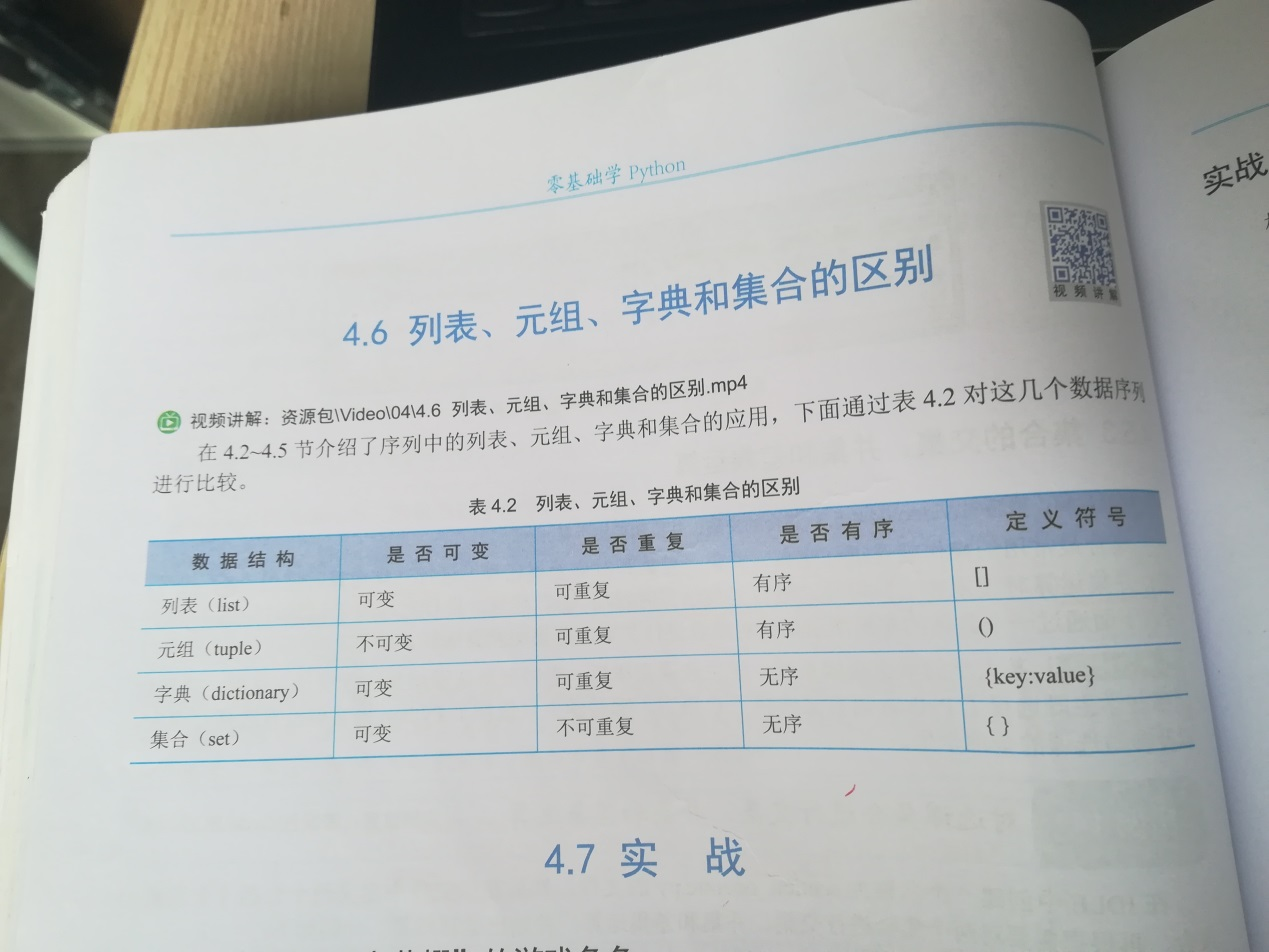 零基础学 Python
实战
视频讲解
4.6 列表、元组、字典和集合的区别
视频讲解：资源包\Video\04\4.6 列表、元组、字典和集合的区别.mp4
在 4.2~4.5 节介绍了序列中的列表、元组、字典和集合的应用，下面通过表 4.2 对这几个数据序列
进行比较。
表 4.2 列表、元组、字典和集合的区别
数据结构 是否可变 是否重复 是否有序 定义符号
列表（list） 可变 可重复 有序 []
元组（tuple） 不可变 可重复 有序 ()
字典（dictionary） 可变 可重复 无序 {key:value}
集合（set） 可变 不可重复 无序 { }
4.7 实 战